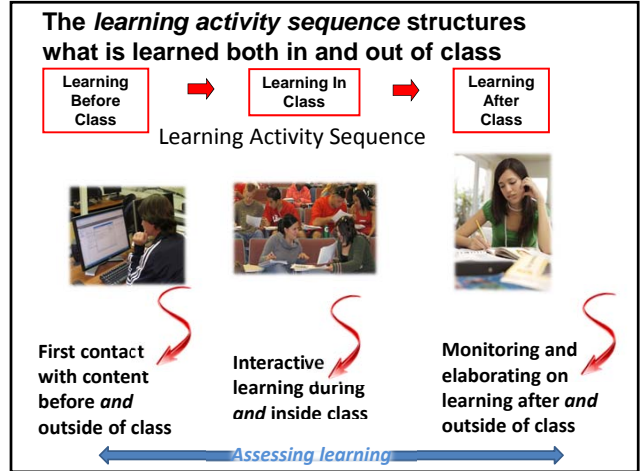 The learning activity sequence structures
what is learned both in and out of class
Learning
Before
Class
Learning In
Class
Learning
After
Class
Learning Activity Sequence
First contact
with content
before and
outside of class
Interactive
learning during
and inside class
Monitoring and
elaborating on
learning after and
outside of class
Assessing learning